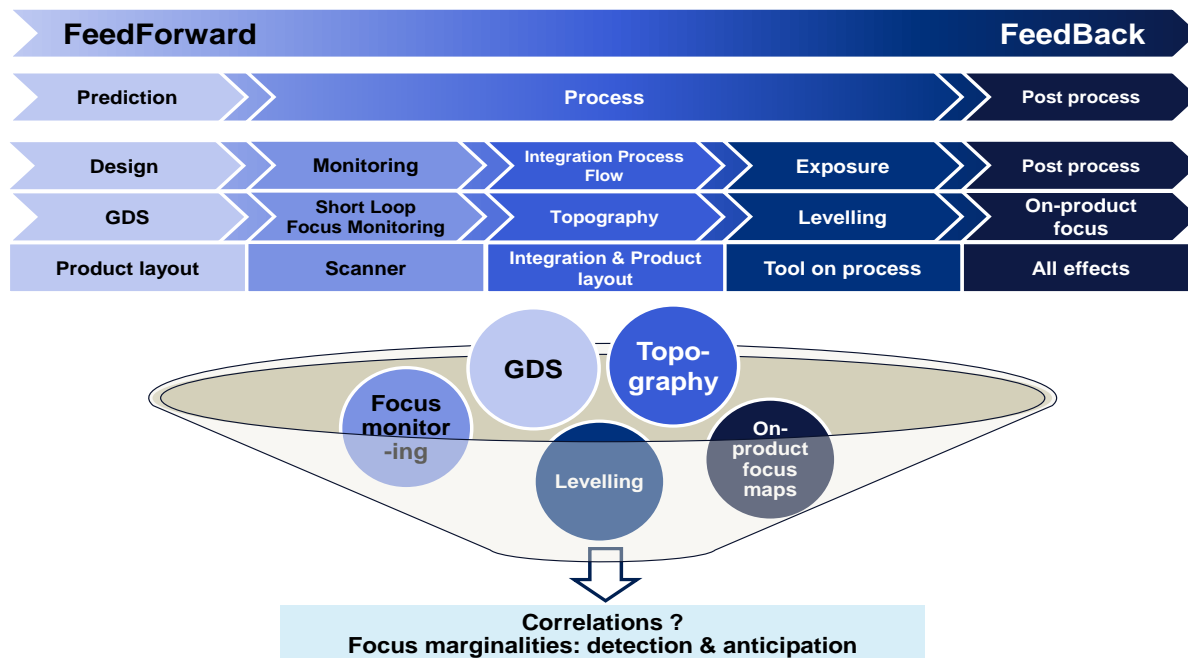 FeedForward FeedBack
Prediction Process Post process
Design Monitoring Integration Process
Flow Exposure Post process
GDS Short Loop
Focus Monitoring Topography Levelling On-product
focus
Product layout Scanner Integration & Product
layout Tool on process All effects
GDS
Topo-
graphy
Focus
monitor
-ing
Levelling
On-
product
focus
maps
Correlations ?
Focus marginalities: detection & anticipation